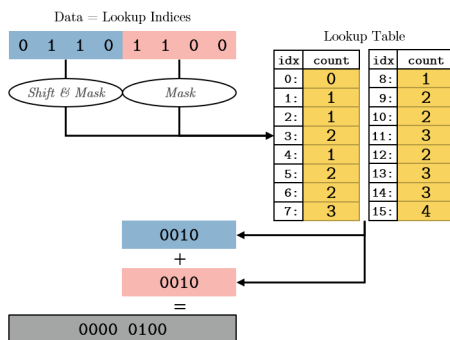 Data = Lookup Indices
0 1 1 0 1 1 0 0
Shift & Mask
Mask
Lookup Table
idx count idx count
0: 0 8: 1
1: 1 9: 2
2: 1 10: 2
3: 2 11: 3
4: 1 12: 2
5: 2 13: 3
6: 2 14: 3
7: 3 15: 4
0010
+
0010
=
0000 0100